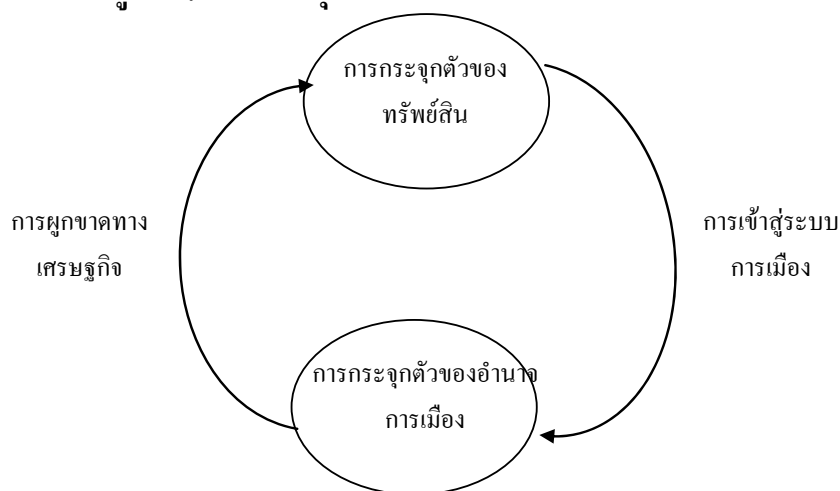 การกระจุกตัวของ
ทรัพย์สิน
การผูกขาดทาง
เศรษฐกิจ
การเข้าสู่ระบบ
การเมือง
การกระจุกตัวของอำนาจ
การเมือง